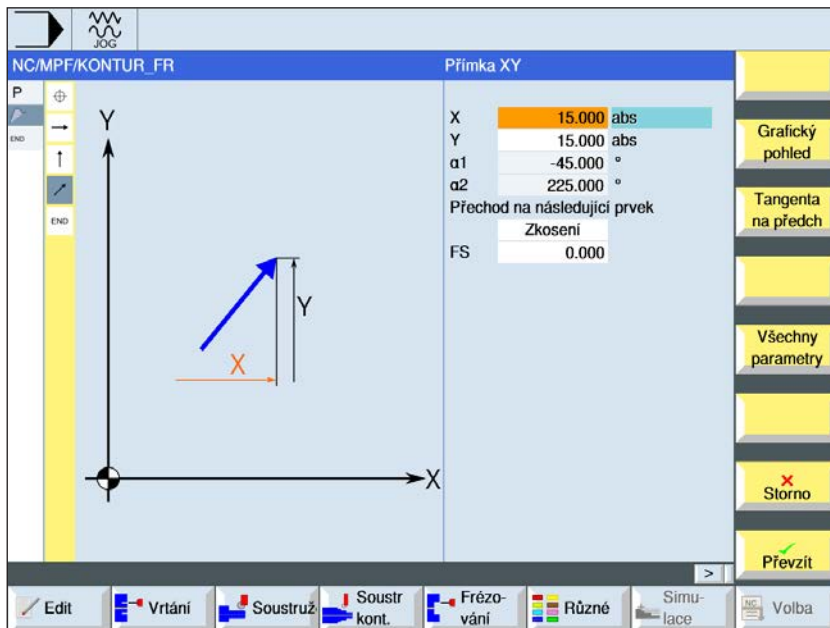 JOG
NC/MPF/KONTUR_FR
Přímka XY
P
END
END
Y
Y
X
X
X 15.000 abs
Y 15.000 abs
α1 -45.000 °
α2 225.000 °
Přechod na následující prvek
Zkosení
FS 0.000
Grafický
pohled
Tangenta
na předch
Všechny
parametry
Storno
Převzít
>
Edit
Vrtání
Soustruž
Soustr
kont.
Frézo-
vání
Různé
Simu-
lace
NC
Volba